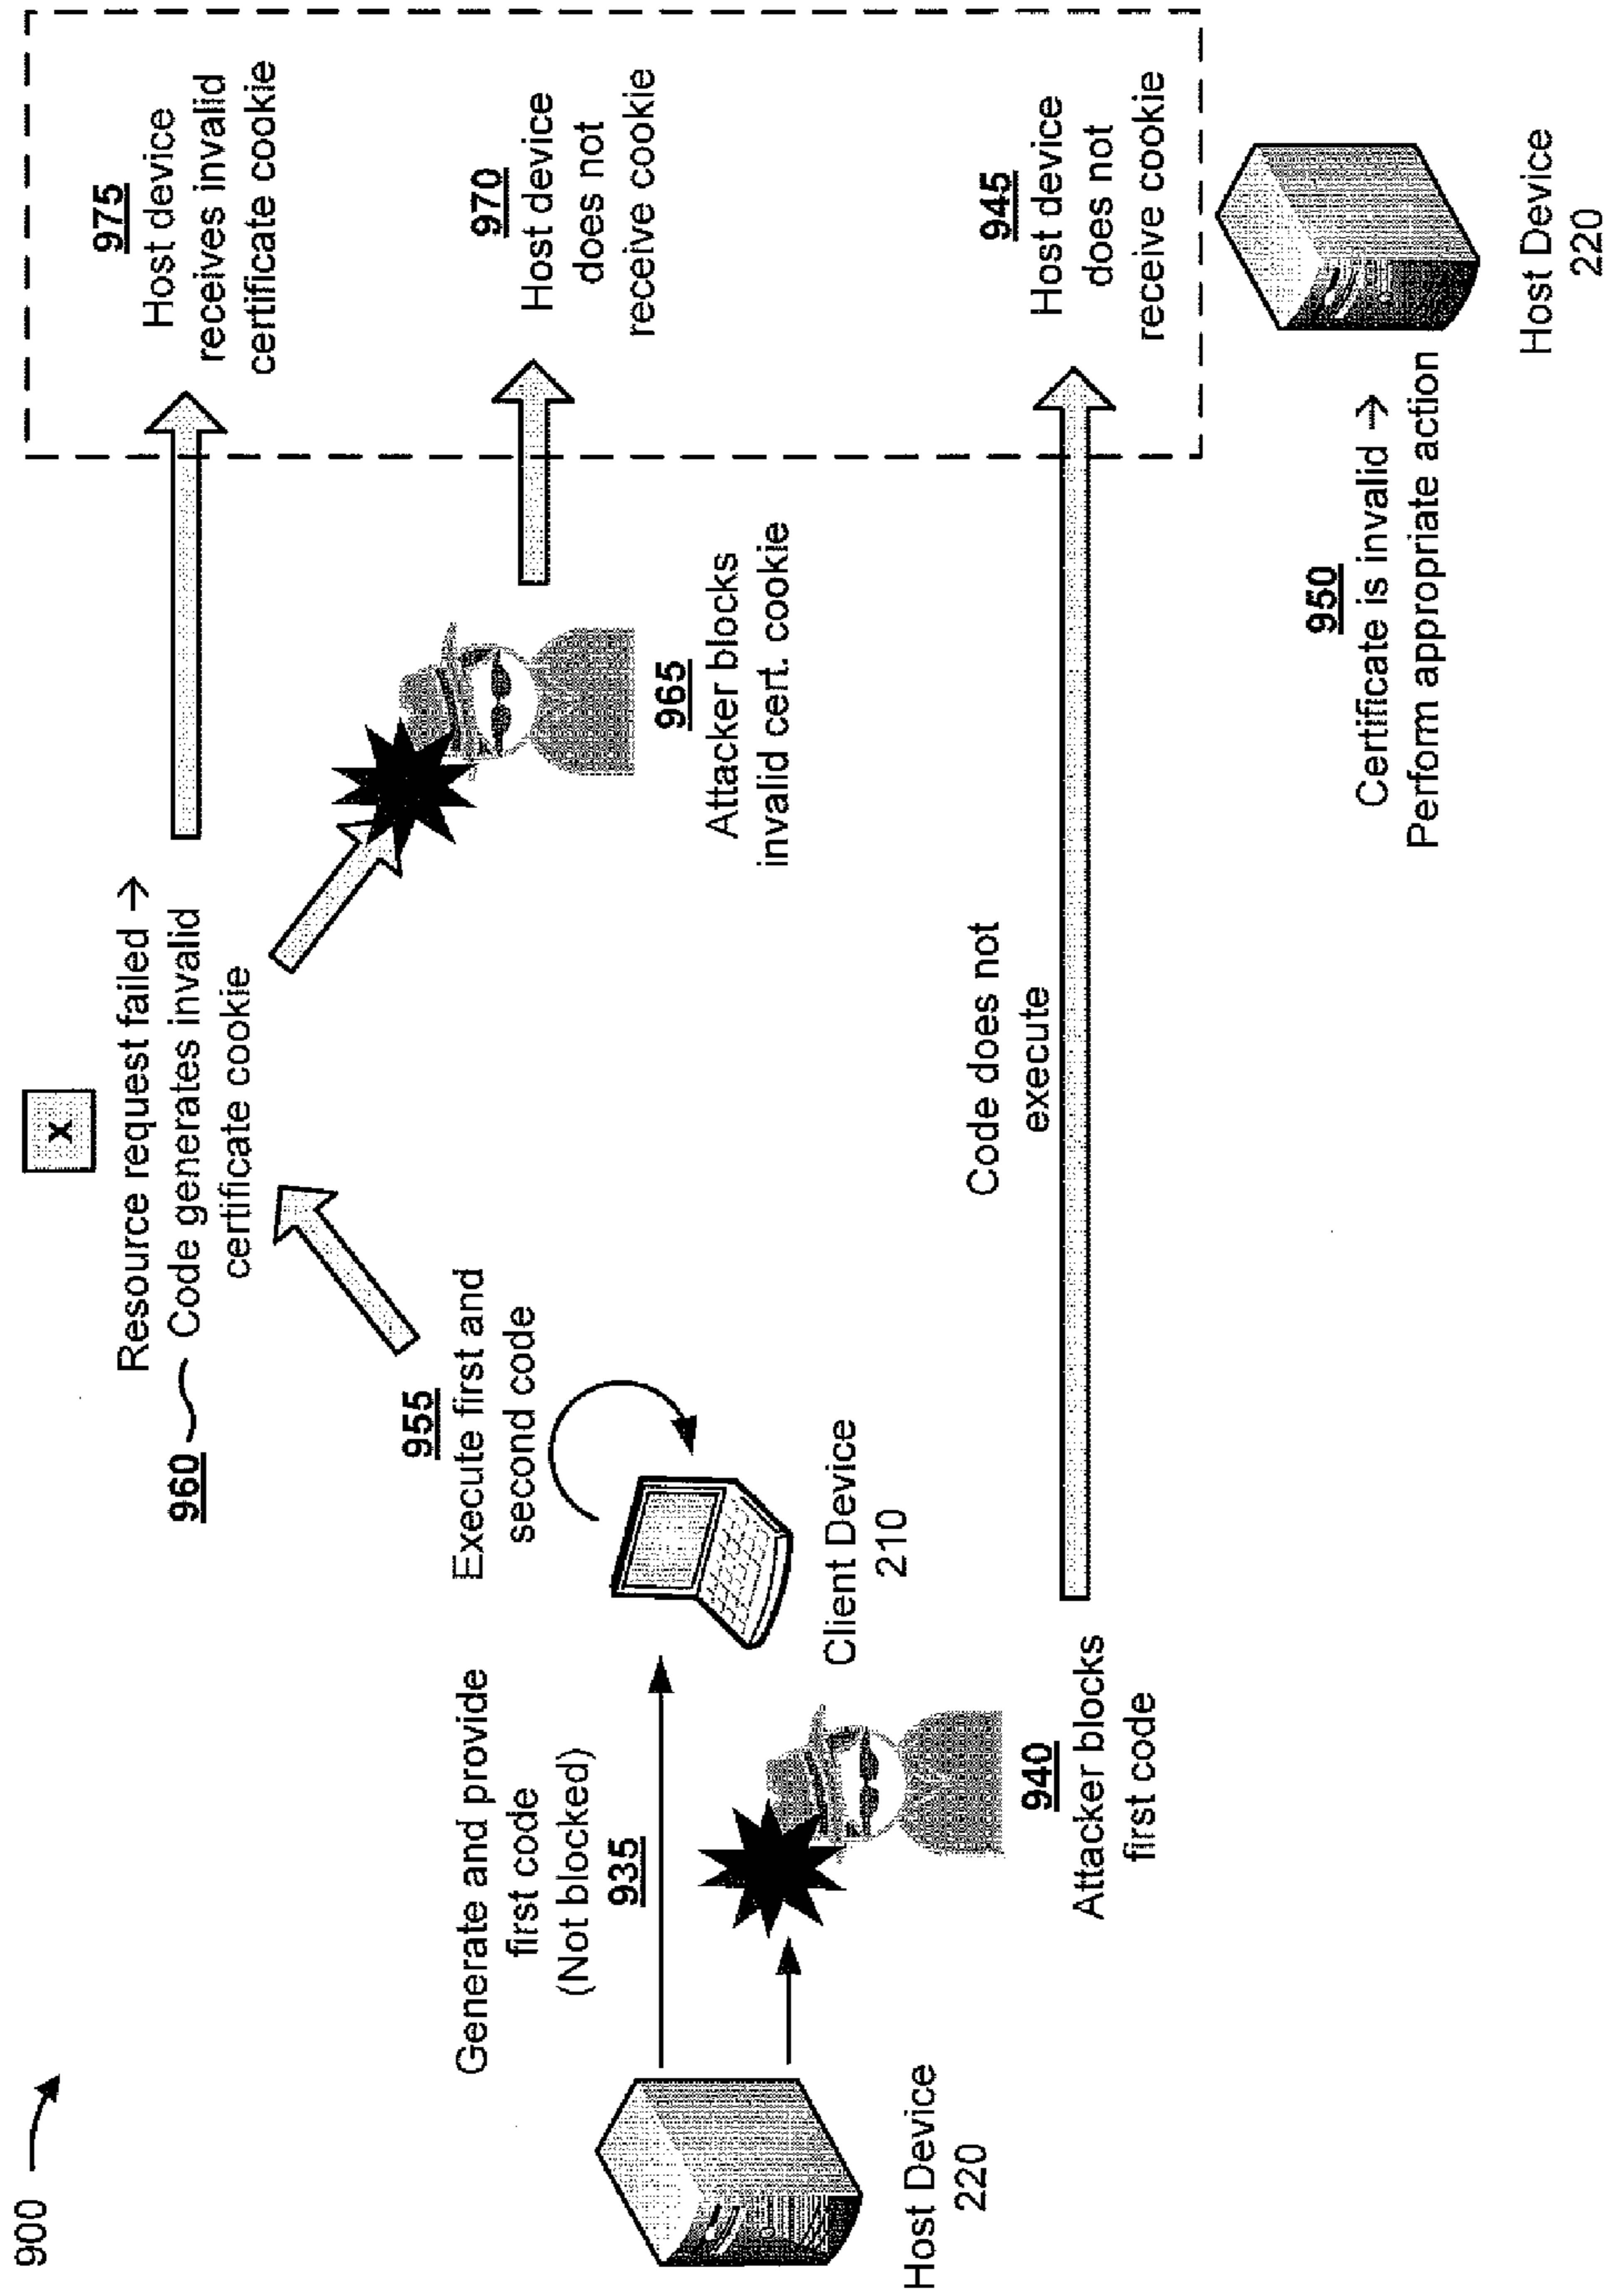 900
Host Device
220
Generate and provide
first code
(Not blocked)
935
940
Attacker blocks
first code
Client Device
210
955
Execute first and
second code
x
960
Resource request failed →
Code generates invalid
certificate cookie
965
Attacker blocks
invalid cert. cookie
Code does not
execute
975
Host device
receives invalid
certificate cookie
970
Host device
does not
receive cookie
945
Host device
does not
receive cookie
950
Certificate is invalid →
Perform appropriate action
Host Device
220